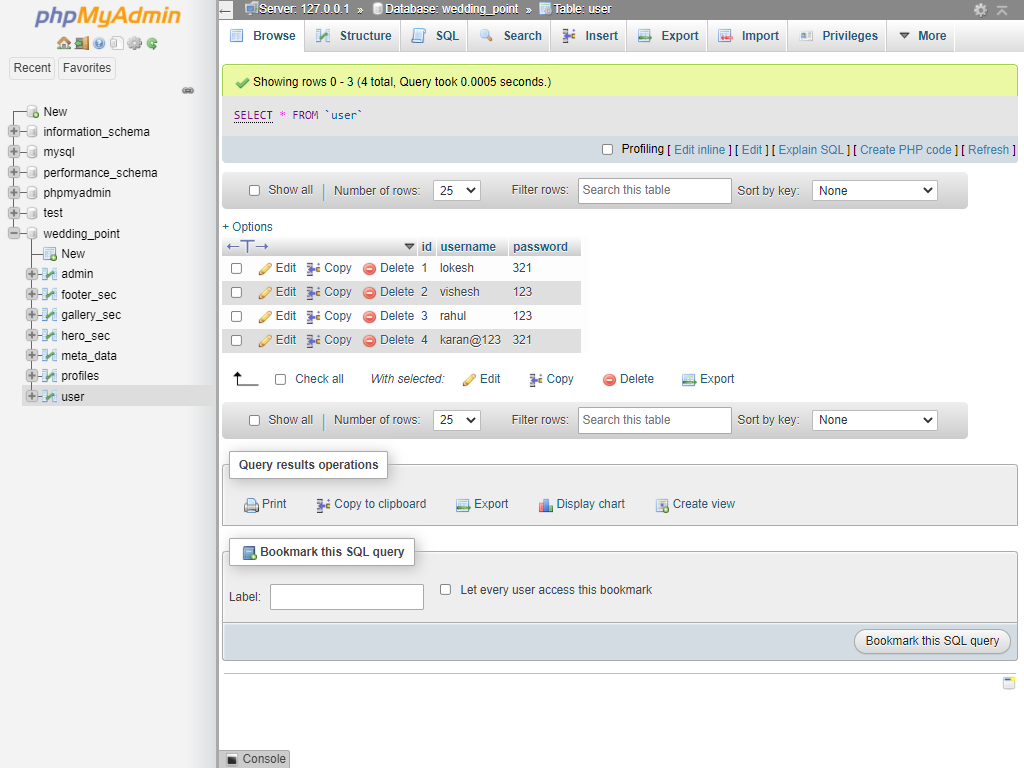 phpMyAdmin
Recent Favorites
New
information_schema
mysql
performance_schema
phpmyadmin
test
wedding_point
New
admin
footer_sec
gallery_sec
hero_sec
meta_data
profiles
user
Server: 127.0.0.1 » Database: wedding_point » Table: user
Browse Structure SQL Search Insert Export Import Privileges More
Showing rows 0 - 3 (4 total, Query took 0.0005 seconds.)
SELECT * FROM `user`
Profiling [ Edit inline ] [ Edit ] [ Explain SQL ] [ Create PHP code ] [ Refresh ]
Show all Number of rows: 25 Filter rows: Search this table Sort by key: None
+ Options
←T→ id username password
Edit Copy Delete 1 lokesh 321
Edit Copy Delete 2 vishesh 123
Edit Copy Delete 3 rahul 123
Edit Copy Delete 4 karan@123 321
Check all With selected: Edit Copy Delete Export
Show all Number of rows: 25 Filter rows: Search this table Sort by key: None
Query results operations
Print Copy to clipboard Export Display chart Create view
Bookmark this SQL query
Label: Let every user access this bookmark
Bookmark this SQL query
Console